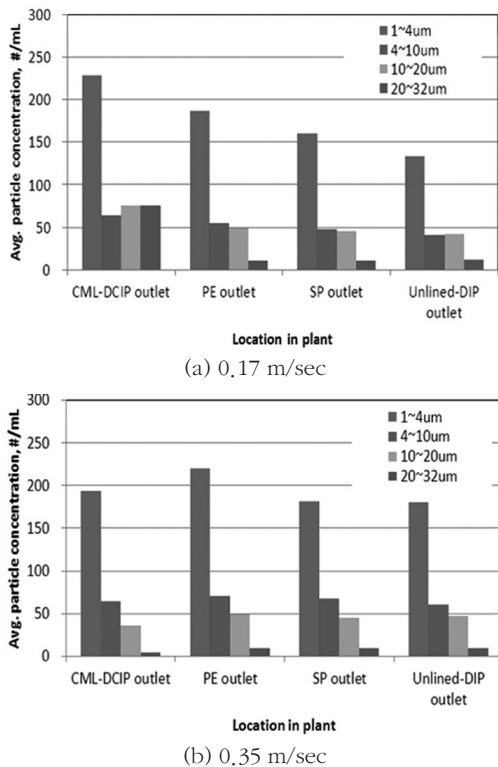 300
250
200
150
100
50
0
Avg. particle concentration, #/mL
1~4um
4~10um
10~20um
20~32um
CML-DCIP outlet
PE outlet
SP outlet
Unlined-DIP
outlet
Location in plant
(a) 0.17 m/sec
300
250
200
150
100
50
0
Avg. particle concentration, #/mL
1~4um
4~10um
10~20um
20~32um
CML-DCIP outlet
PE outlet
SP outlet
Unlined-DIP
outlet
Location in plant
(b) 0.35 m/sec